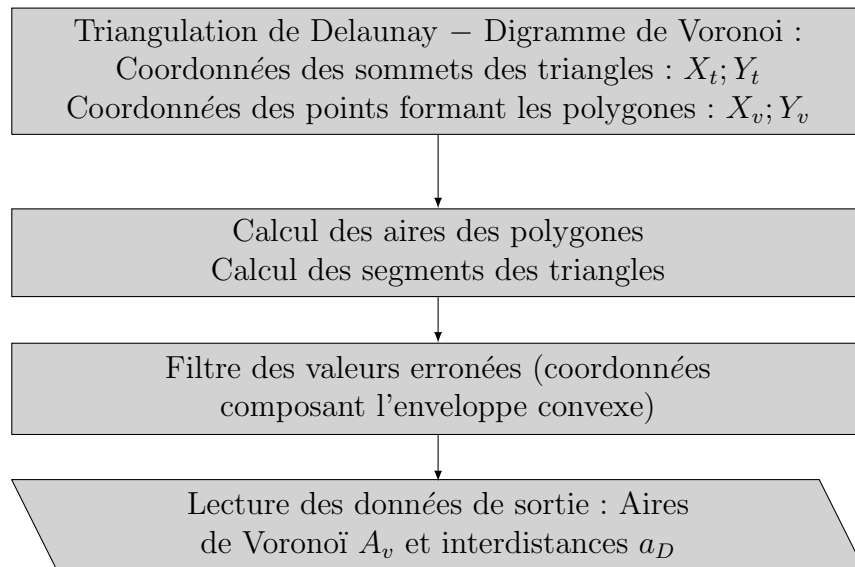 Triangulation de Delaunay − Digramme de Voronoi :
Coordonnées des sommets des triangles : X_t; Y_t
Coordonnées des points formant les polygones : X_v; Y_v
Calcul des aires des polygones
Calcul des segments des triangles
Filtre des valeurs erronées (coordonnées
composant l'enveloppe convexe)
Lecture des données de sortie : Aires
de Voronoï A_v et interdistances a_D